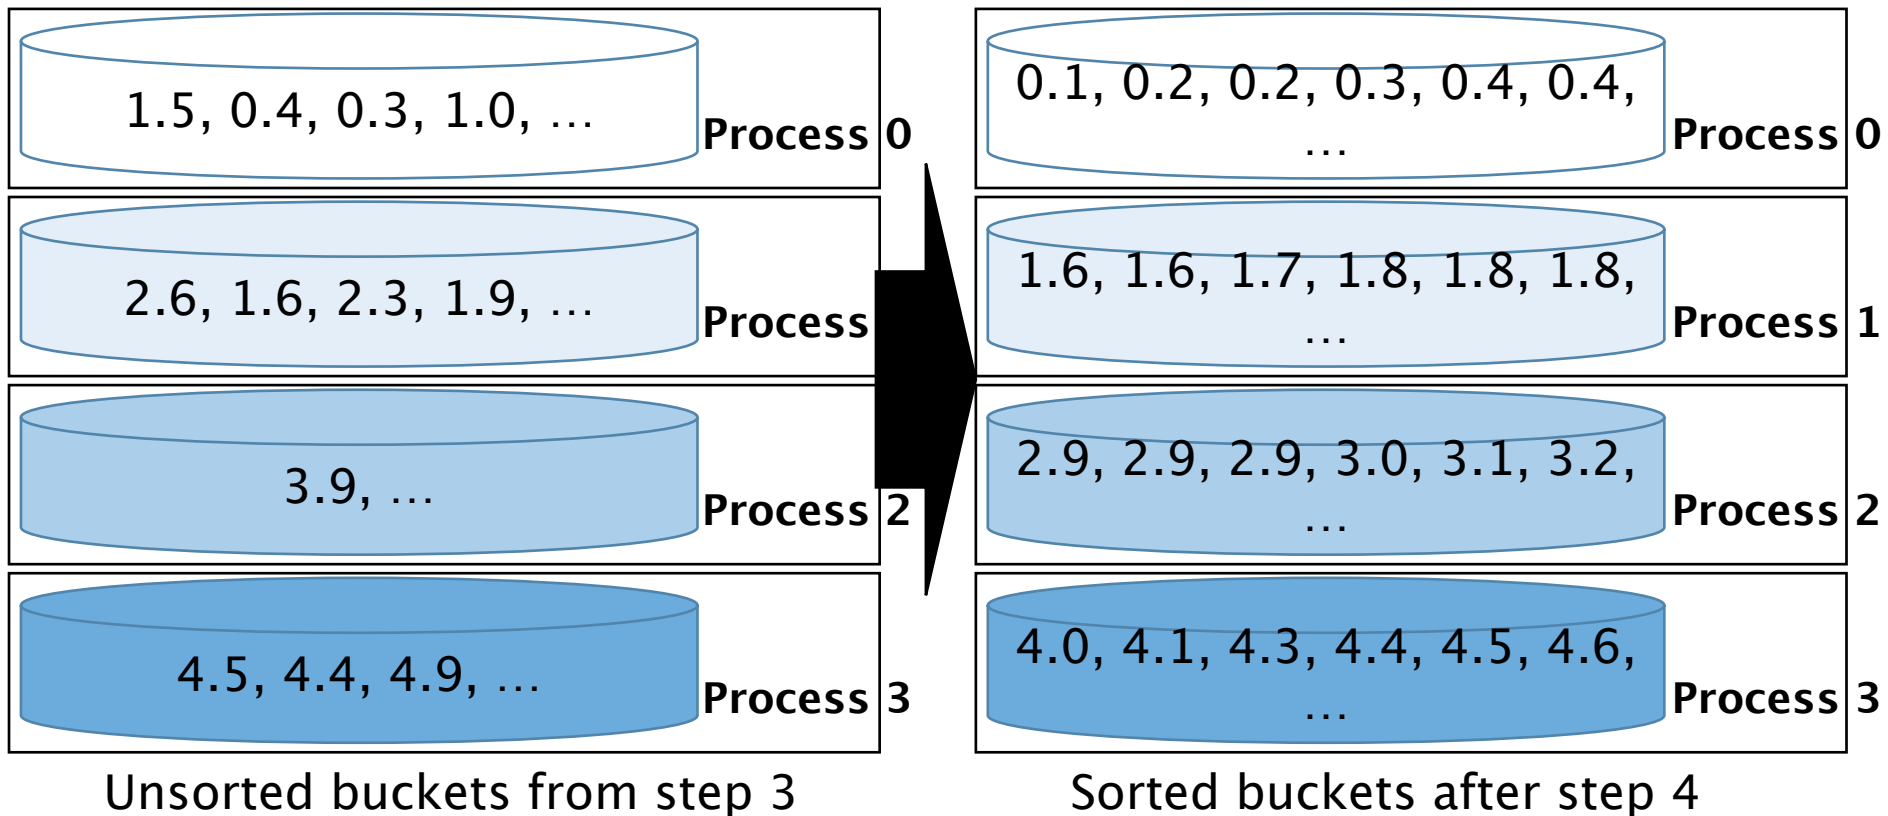 1.5, 0.4, 0.3, 1.0, …
Process 0
2.6, 1.6, 2.3, 1.9, …
Process
3.9, …
Process 2
4.5, 4.4, 4.9, …
Process 3
Unsorted buckets from step 3
0.1, 0.2, 0.2, 0.3, 0.4, 0.4,
…
Process 0
1.6, 1.6, 1.7, 1.8, 1.8, 1.8,
…
Process 1
2.9, 2.9, 2.9, 3.0, 3.1, 3.2,
…
Process 2
4.0, 4.1, 4.3, 4.4, 4.5, 4.6,
…
Process 3
Sorted buckets after step 4